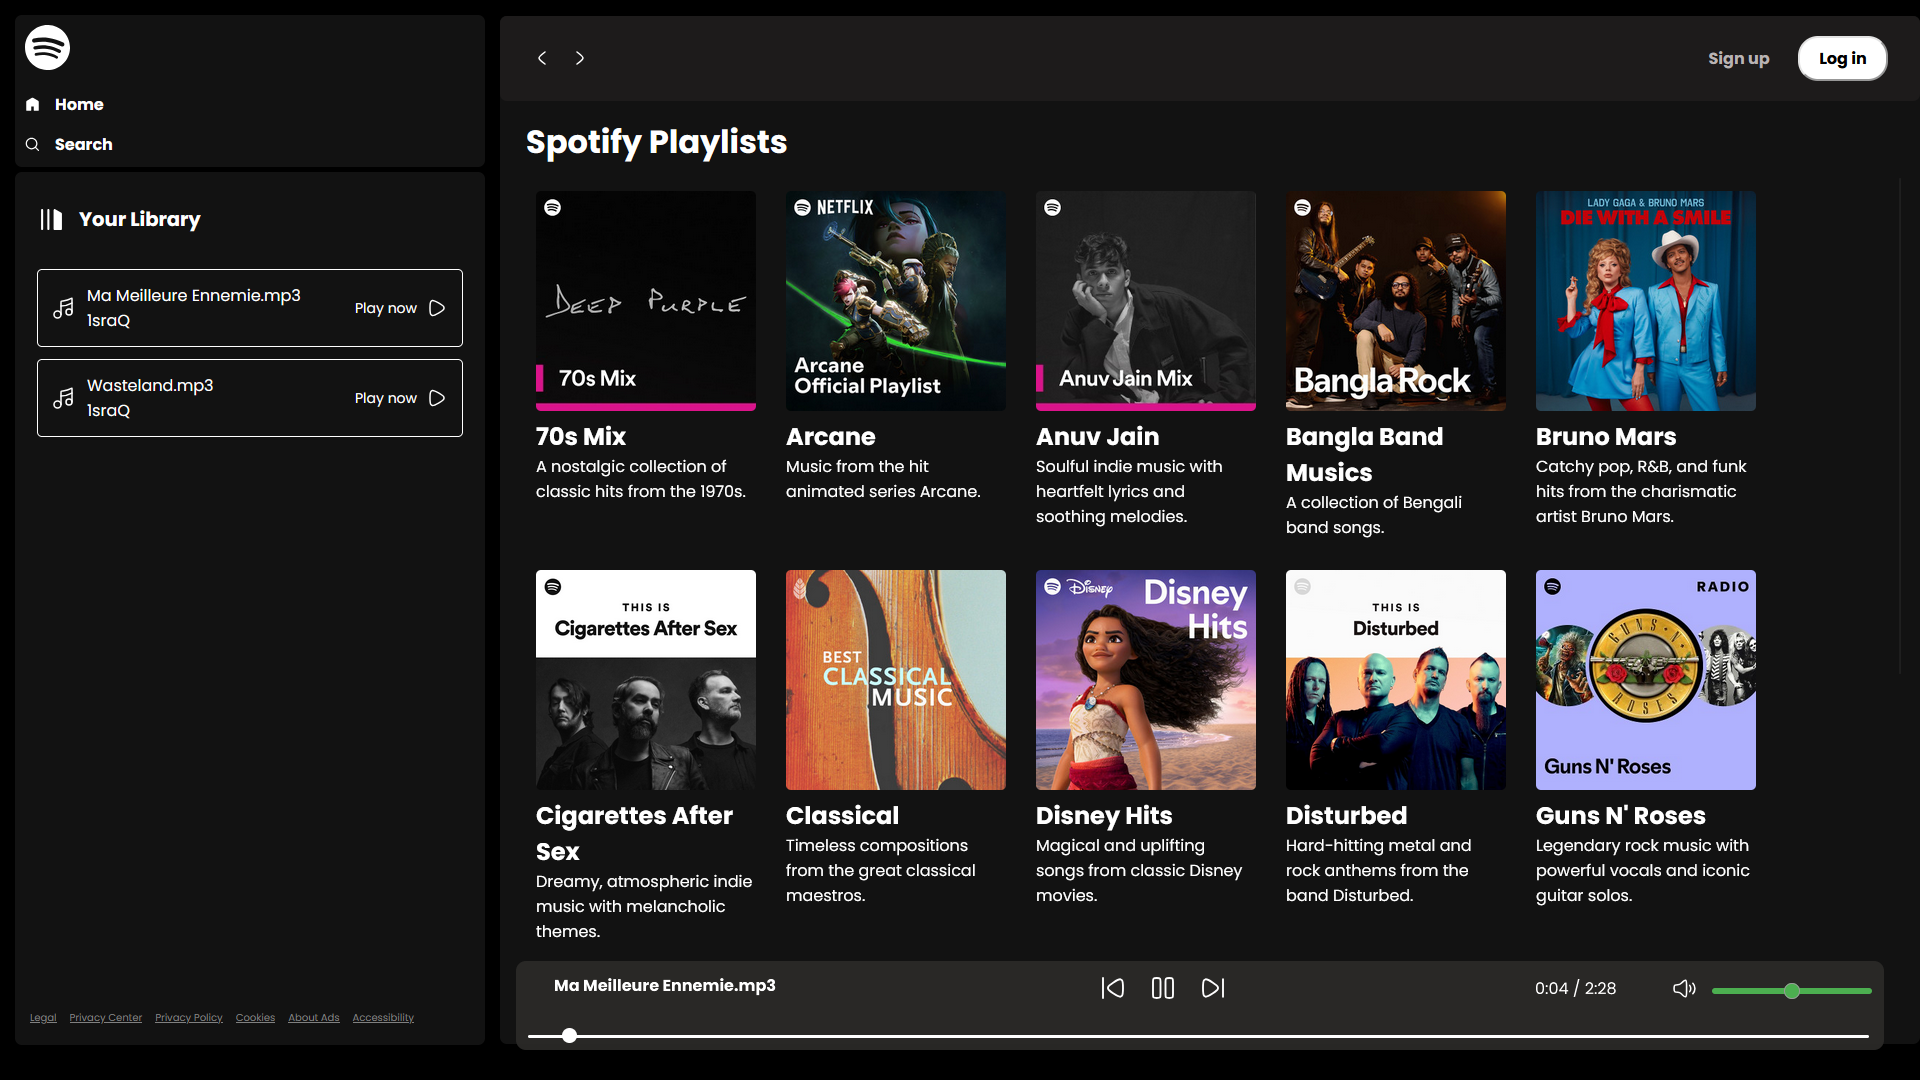 Home
Search
Your Library
Ma Meilleure Ennemie.mp3
1sraQ
Play now
Wasteland.mp3
1sraQ
Play now
Legal
Privacy Center
Privacy Policy
Cookies
About Ads
Accessibility
Sign up
Log in
Spotify Playlists
DEEP PURPLE
70s Mix
70s Mix
A nostalgic collection of
classic hits from the 1970s.
NETFLIX
Arcane
Official Playlist
Arcane
Music from the hit
animated series Arcane.
Anuv Jain Mix
Anuv Jain
Soulful indie music with
heartfelt lyrics and
soothing melodies.
Bangla Rock
Bangla Band
Musics
A collection of Bengali
band songs.
LADY GAGA & BRUNO MARS
DIE WITH A SMILE
Bruno Mars
Catchy pop, R&B, and funk
hits from the charismatic
artist Bruno Mars.
THIS IS
Cigarettes After Sex
Cigarettes After
Sex
Dreamy, atmospheric indie
music with melancholic
themes.
BEST
CLASSICAL
MUSIC
Classical
Timeless compositions
from the great classical
maestros.
Disney
Disney
Hits
Disney Hits
Magical and uplifting
songs from classic Disney
movies.
THIS IS
Disturbed
Disturbed
Hard-hitting metal and
rock anthems from the
band Disturbed.
RADIO
GUNS N'
ROSES
Guns N' Roses
Guns N' Roses
Legendary rock music with
powerful vocals and iconic
guitar solos.
Ma Meilleure Ennemie.mp3
0:04 / 2:28